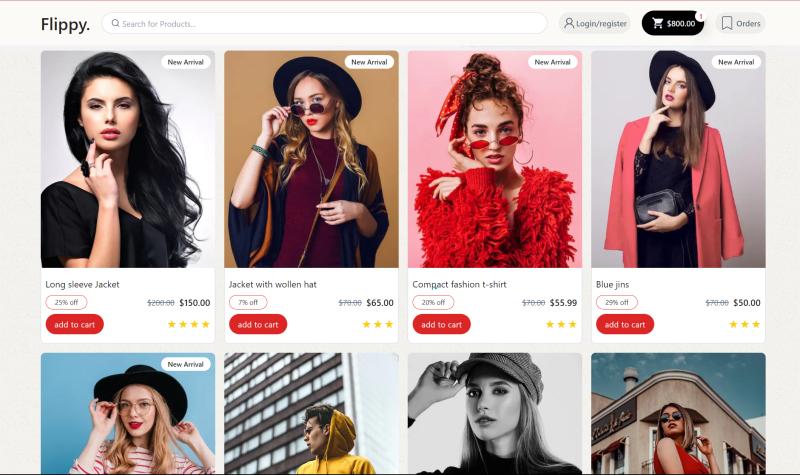 Flippy.
Search for Products...
Login/register
$800.00
1
Orders
New Arrival
New Arrival
New Arrival
New Arrival
Long sleeve Jacket
25% off $200.00 $150.00
add to cart
Jacket with wollen hat
7% off $70.00 $65.00
add to cart
Compact fashion t-shirt
20% off $70.00 $55.99
add to cart
Blue jins
29% off $70.00 $50.00
add to cart
New Arrival